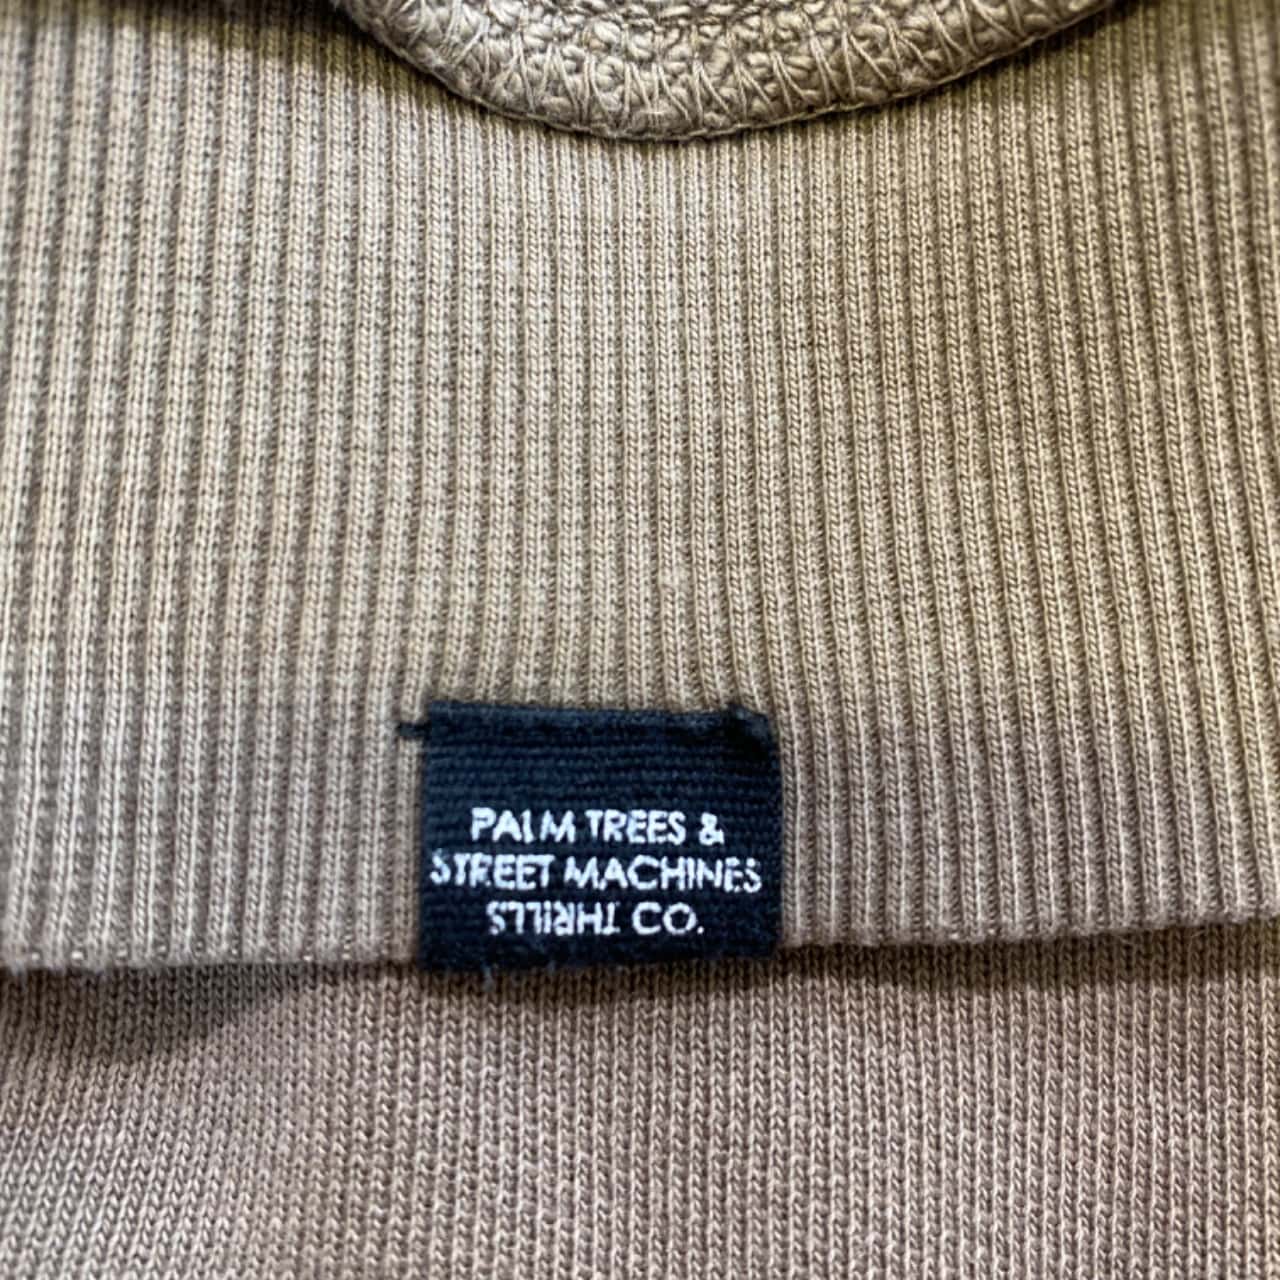 PALM TREES &
STREET MACHINES
THRILLS CO.